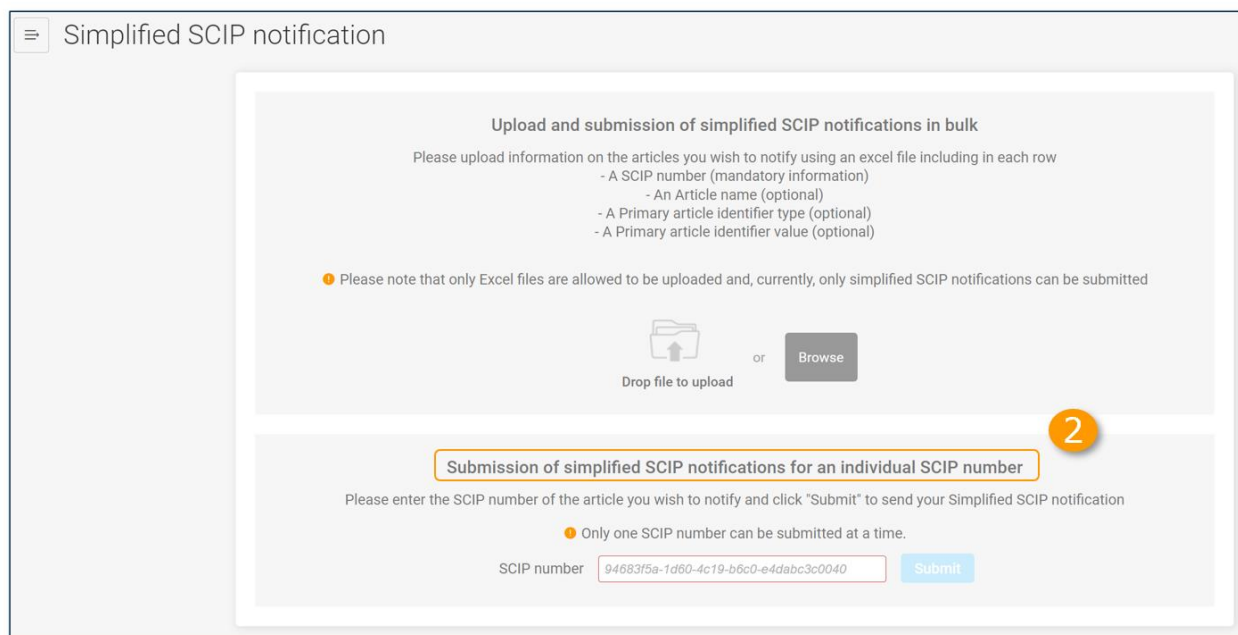 Simplified SCIP notification
Upload and submission of simplified SCIP notifications in bulk
Please upload information on the articles you wish to notify using an excel file including in each row
- A SCIP number (mandatory information)
- An Article name (optional)
- A Primary article identifier type (optional)
- A Primary article identifier value (optional)
Please note that only Excel files are allowed to be uploaded and, currently, only simplified SCIP notifications can be submitted
or
Browse
Drop file to upload
2
Submission of simplified SCIP notifications for an individual SCIP number
Please enter the SCIP number of the article you wish to notify and click "Submit" to send your Simplified SCIP notification
Only one SCIP number can be submitted at a time.
SCIP number 94683f5a-1d60-4c19-b6c0-e4dabc3c0040 Submit